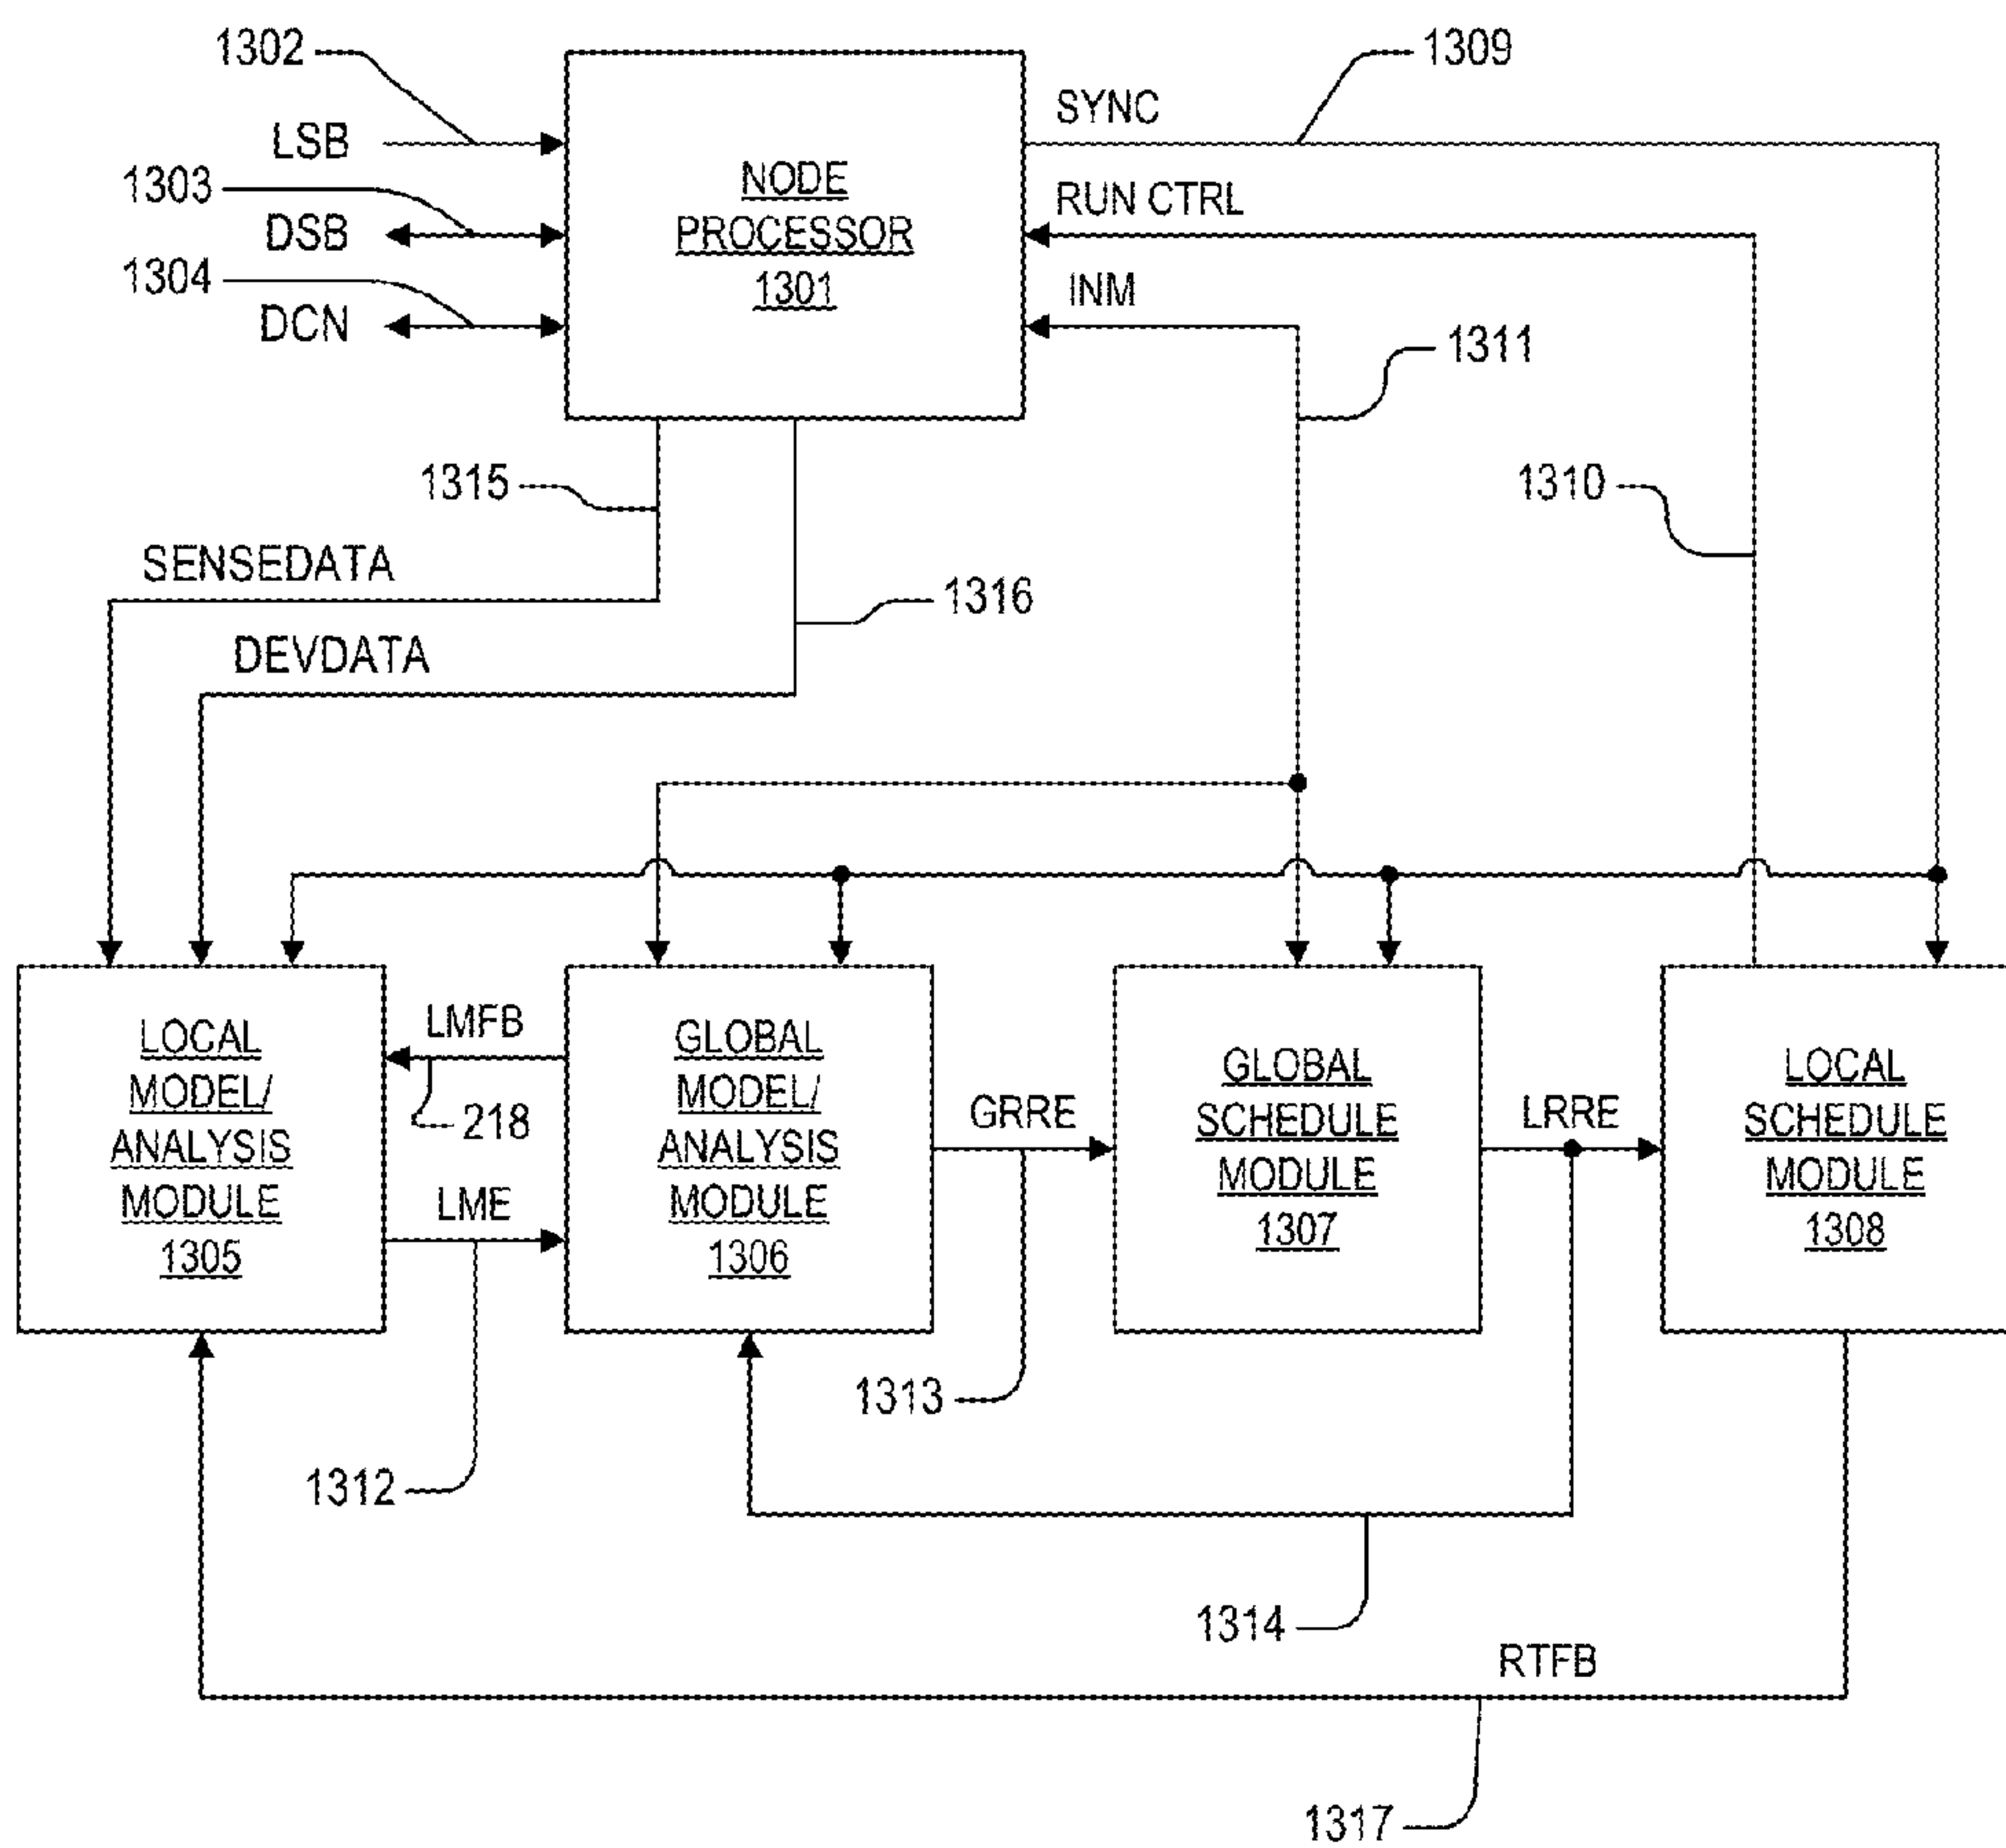 1302
1309
LSB
SYNC
1303
NODE
PROCESSOR
1301
RUN CTRL
DSB
1304
INM
DCN
1311
1315
1310
SENSEDATA
1316
DEVDATA
LOCAL
MODEL/
ANALYSIS
MODULE
1305
LMFB
218
LME
GLOBAL
MODEL/
ANALYSIS
MODULE
1306
GRRE
GLOBAL
SCHEDULE
MODULE
1307
LRRE
LOCAL
SCHEDULE
MODULE
1308
1313
1312
1314
RTFB
1317